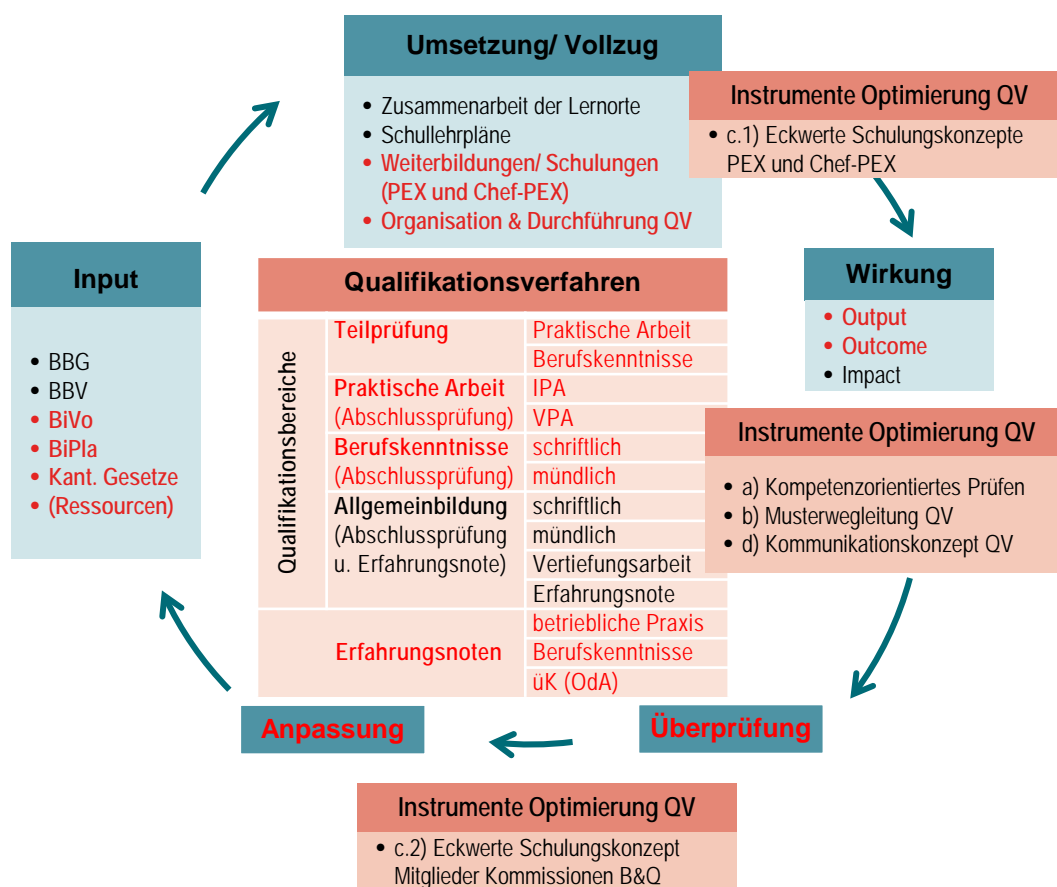 Umsetzung/ Vollzug
• Zusammenarbeit der Lernorte
• Schullehrpläne
• Weiterbildungen/ Schulungen
(PEX und Chef-PEX)
• Organisation & Durchführung QV
Instrumente Optimierung QV
• c.1) Eckwerte Schulungskonzepte
PEX und Chef-PEX
Input
• BBG
• BBV
• BiVo
• BiPla
• Kant. Gesetze
• (Ressourcen)
Qualifikationsverfahren
Qualifikationsbereiche
Teilprüfung
Praktische Arbeit
Berufskenntnisse
Praktische Arbeit
(Abschlussprüfung)
IPA
VPA
Berufskenntnisse
(Abschlussprüfung)
schriftlich
mündlich
Allgemeinbildung
(Abschlussprüfung
u. Erfahrungsnote)
schriftlich
mündlich
Vertiefungsarbeit
Erfahrungsnote
Erfahrungsnoten
betriebliche Praxis
Berufskenntnisse
üK (OdA)
Wirkung
• Output
• Outcome
• Impact
Instrumente Optimierung QV
• a) Kompetenzorientiertes Prüfen
• b) Musterwegleitung QV
• d) Kommunikationskonzept QV
Anpassung
Überprüfung
Instrumente Optimierung QV
• c.2) Eckwerte Schulungskonzept
Mitglieder Kommissionen B&Q